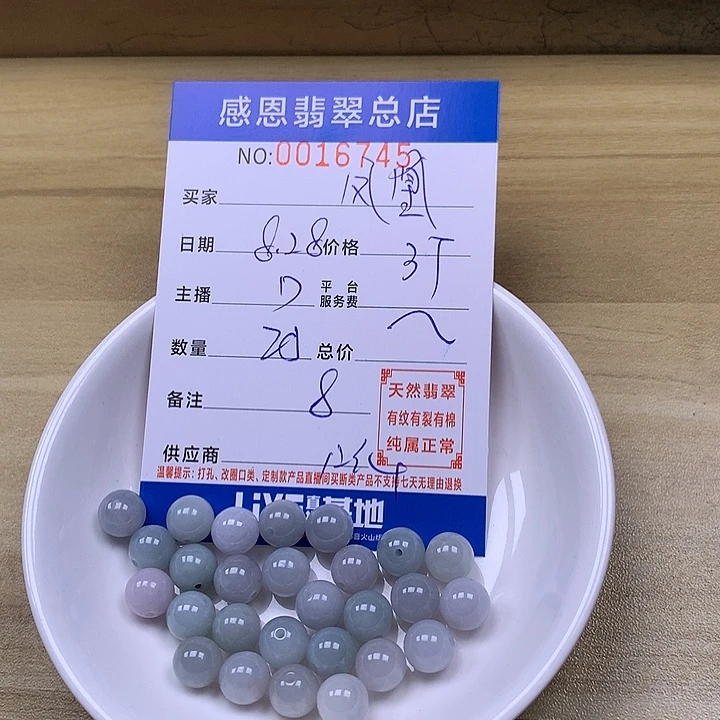 感恩翡翠总店
NO:0016745
买家 凤凰
日期 8.28 价格
主播 平台服务费
数量 总价
备注 8
天然翡翠
有纹有裂有棉
纯属正常
供应商
温馨提示:打孔、改圈口类、定制款产品直播间买断类产品不支持七天无理由退换
基地